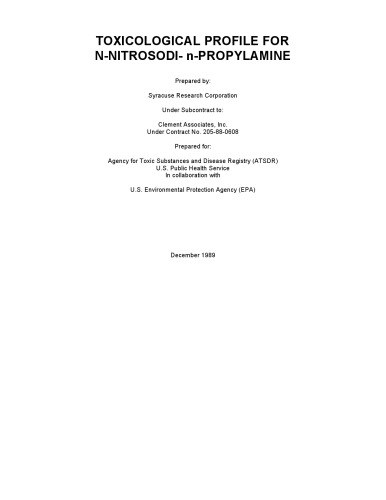 TOXICOLOGICAL PROFILE FOR
N-NITROSODI- n-PROPYLAMINE
Prepared by:
Syracuse Research Corporation
Under Subcontract to:
Clement Associates, Inc.
Under Contract No. 205-88-0608
Prepared for:
Agency for Toxic Substances and Disease Registry (ATSDR)
U.S. Public Health Service
In collaboration with
U.S. Environmental Protection Agency (EPA)
December 1989